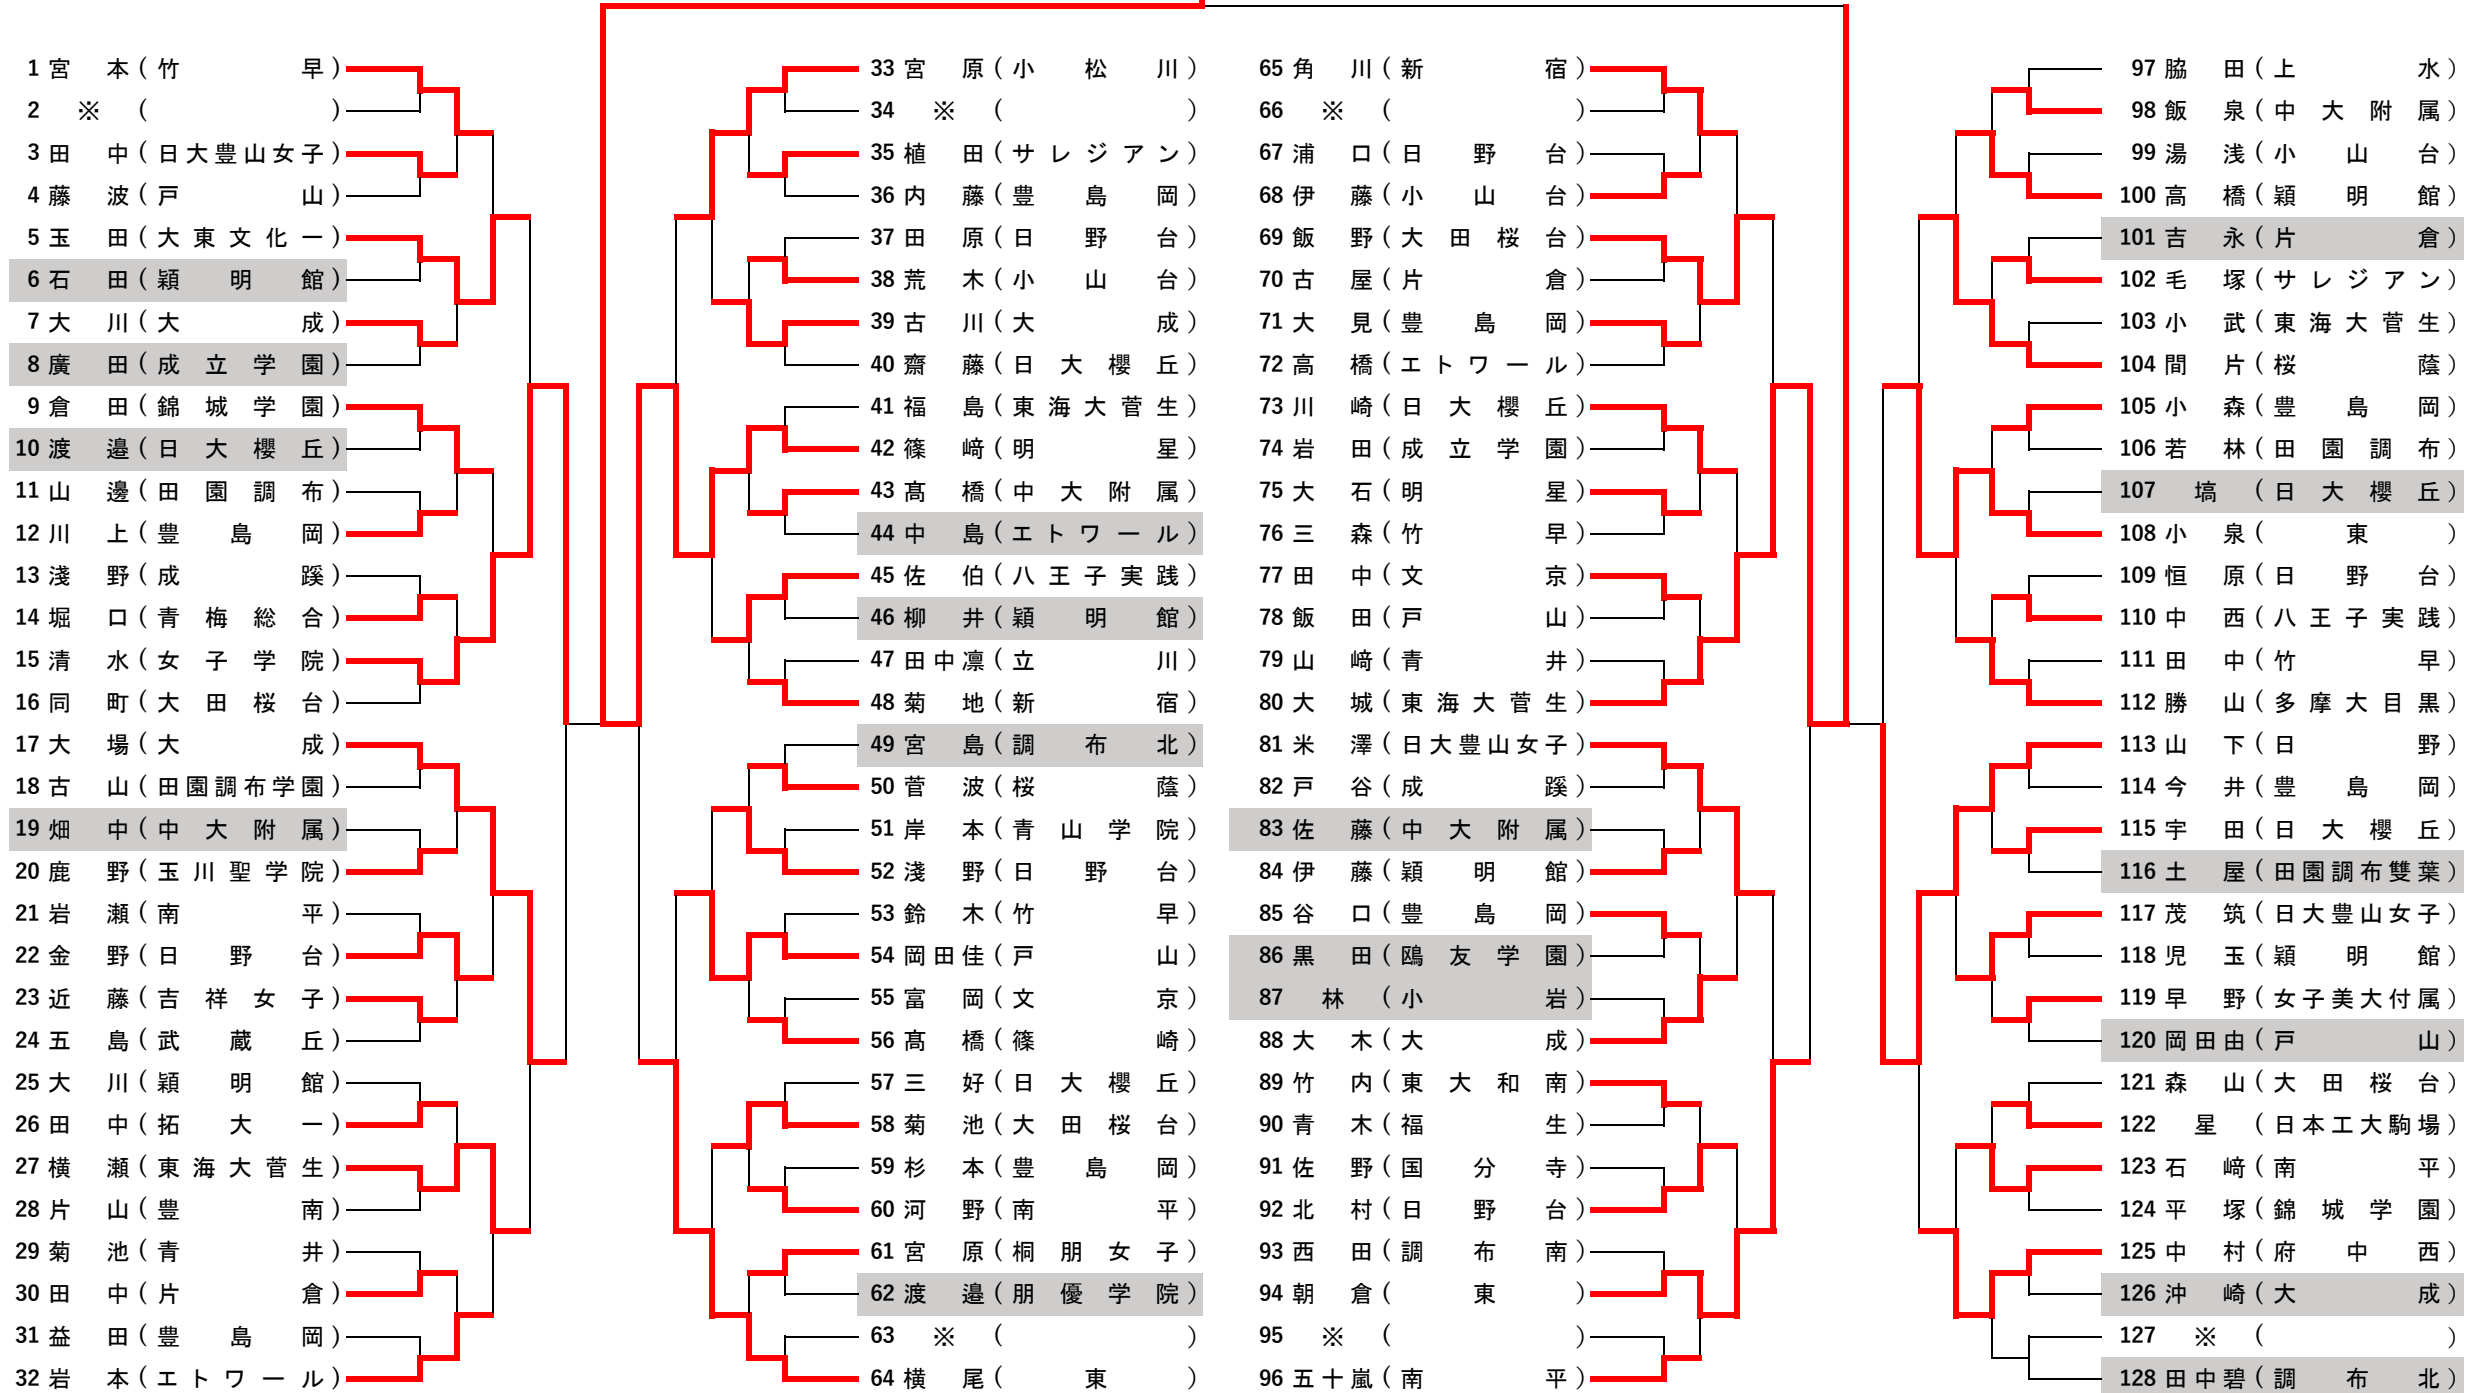 1 宮本(竹早)
2 ※( )
3 田中(日大豊山女子)
4 藤波(戸山)
5 玉田(大東文化一)
6 石田(穎明館)
7 大川(大成)
8 廣田(成立学園)
9 倉田(錦城学園)
10 渡邉(日大櫻丘)
11 山邊(田園調布)
12 川上(豊島岡)
13 淺野(成蹊)
14 堀口(青梅総合)
15 清水(女子学院)
16 同町(大田桜台)
17 大場(大成)
18 古山(田園調布学園)
19 畑中(中大附属)
20 鹿野(玉川聖学院)
21 岩瀬(南平)
22 金野(日野台)
23 近藤(吉祥女子)
24 五島(武蔵丘)
25 大川(穎明館)
26 田中(拓大一)
27 横瀬(東海大菅生)
28 片山(豊南)
29 菊池(青井)
30 田中(片倉)
31 益田(豊島岡)
32 岩本(エトワール)
33 宮原(小松川)
34 ※( )
35 植田(サレジアン)
36 内藤(豊島岡)
37 田原(日野台)
38 荒木(小山台)
39 古川(大成)
40 齋藤(日大櫻丘)
41 福島(東海大菅生)
42 篠﨑(明星)
43 髙橋(中大附属)
44 中島(エトワール)
45 佐伯(八王子実践)
46 柳井(穎明館)
47 田中凛(立川)
48 菊地(新宿)
49 宮島(調布北)
50 菅波(桜蔭)
51 岸本(青山学院)
52 淺野(日野台)
53 鈴木(竹早)
54 岡田佳(戸山)
55 富岡(文京)
56 髙橋(篠崎)
57 三好(日大櫻丘)
58 菊池(大田桜台)
59 杉本(豊島岡)
60 河野(南平)
61 宮原(桐朋女子)
62 渡邉(朋優学院)
63 ※( )
64 横尾(東)
65 角川(新宿)
66 ※( )
67 浦口(日野台)
68 伊藤(小山台)
69 飯野(大田桜台)
70 古屋(片倉)
71 大見(豊島岡)
72 高橋(エトワール)
73 川崎(日大櫻丘)
74 岩田(成立学園)
75 大石(明星)
76 三森(竹早)
77 田中(文京)
78 飯田(戸山)
79 山﨑(青井)
80 大城(東海大菅生)
81 米澤(日大豊山女子)
82 戸谷(成蹊)
83 佐藤(中大附属)
84 伊藤(穎明館)
85 谷口(豊島岡)
86 黒田(鴎友学園)
87 林(小岩)
88 大木(大成)
89 竹内(東大和南)
90 青木(福生)
91 佐野(国分寺)
92 北村(日野台)
93 西田(調布南)
94 朝倉(東)
95 ※( )
96 五十嵐(南平)
97 脇田(上水)
98 飯泉(中大附属)
99 湯浅(小山台)
100 高橋(穎明館)
101 吉永(片倉)
102 毛塚(サレジアン)
103 小武(東海大菅生)
104 間片(桜蔭)
105 小森(豊島岡)
106 若林(田園調布)
107 塙(日大櫻丘)
108 小泉(東)
109 恒原(日野台)
110 中西(八王子実践)
111 田中(竹早)
112 勝山(多摩大目黒)
113 山下(日野)
114 今井(豊島岡)
115 宇田(日大櫻丘)
116 土屋(田園調布雙葉)
117 茂筑(日大豊山女子)
118 児玉(穎明館)
119 早野(女子美大付属)
120 岡田由(戸山)
121 森山(大田桜台)
122 星(日本工大駒場)
123 石﨑(南平)
124 平塚(錦城学園)
125 中村(府中西)
126 沖崎(大成)
127 ※( )
128 田中碧(調布北)